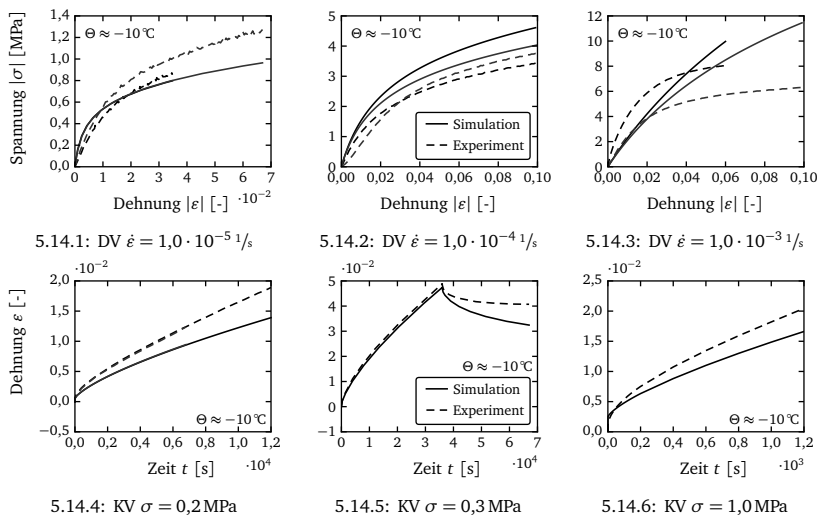 Spannung |σ| [MPa]
1,4
1,2
1,0
0,8
0,6
0,4
0,2
0,0
Θ ≈ −10 °C
0 1 2 3 4 5 6 7
Dehnung |ε| [-] ·10⁻²
5.14.1: DV ε̇ = 1,0 · 10⁻⁵ 1/s
5
4
3
2
1
0
Θ ≈ −10 °C
Simulation
Experiment
0,00 0,02 0,04 0,06 0,08 0,10
Dehnung |ε| [-]
5.14.2: DV ε̇ = 1,0 · 10⁻⁴ 1/s
12
10
8
6
4
2
0
Θ ≈ −10 °C
0,00 0,02 0,04 0,06 0,08 0,10
Dehnung |ε| [-]
5.14.3: DV ε̇ = 1,0 · 10⁻³ 1/s
Dehnung ε [-]
·10⁻²
2,0
1,5
1,0
0,5
0,0
−0,5
Θ ≈ −10 °C
0,0 0,2 0,4 0,6 0,8 1,0 1,2
Zeit t [s] ·10⁴
5.14.4: KV σ = 0,2 MPa
·10⁻²
5
4
3
2
1
0
−1
Θ ≈ −10 °C
Simulation
Experiment
0 1 2 3 4 5 6 7
Zeit t [s] ·10⁴
5.14.5: KV σ = 0,3 MPa
·10⁻²
2,5
2,0
1,5
1,0
0,5
0,0
Θ ≈ −10 °C
0,0 0,2 0,4 0,6 0,8 1,0 1,2
Zeit t [s] ·10³
5.14.6: KV σ = 1,0 MPa